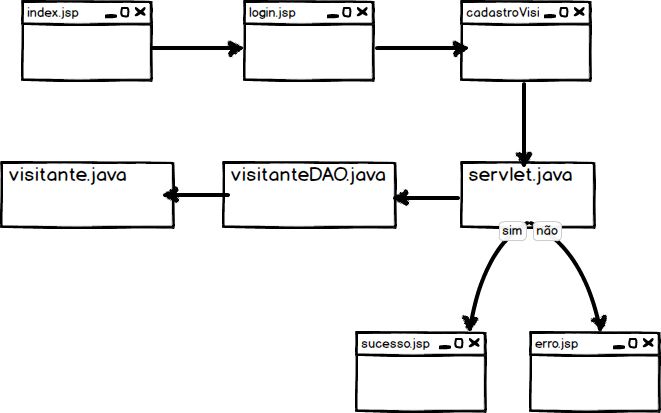 index.jsp
login.jsp
cadastroVisi
visitante.java
visitanteDAO.java
servlet.java
sim
não
sucesso.jsp
erro.jsp